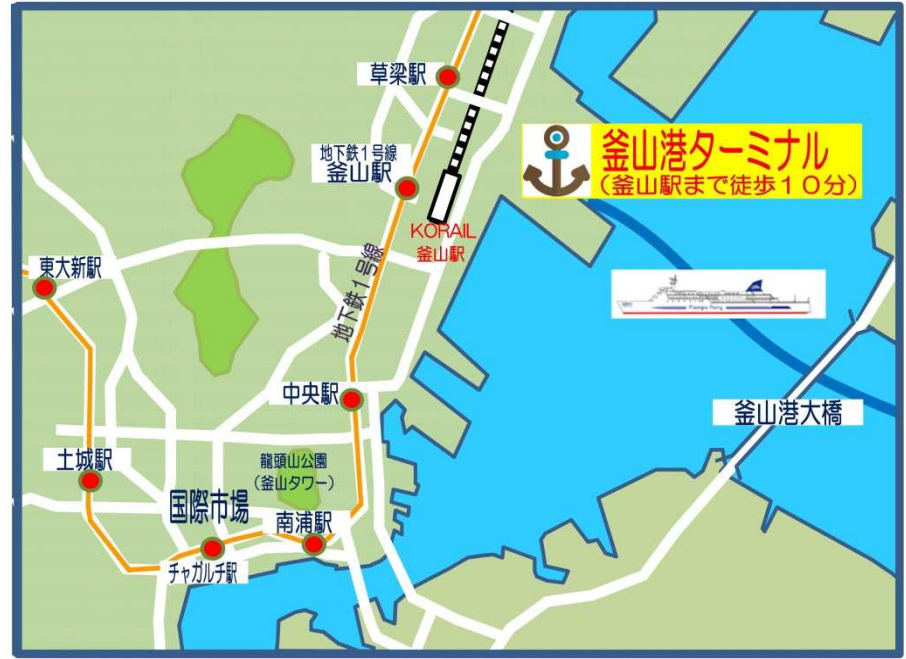 草梁駅
地下鉄1号線
釜山駅
釜山港ターミナル
(釜山駅まで徒歩10分)
KORAIL
釜山駅
東大新駅
地下鉄1号線
中央駅
釜山港大橋
土城駅
龍頭山公園
(釜山タワー)
国際市場
南浦駅
チャガルチ駅